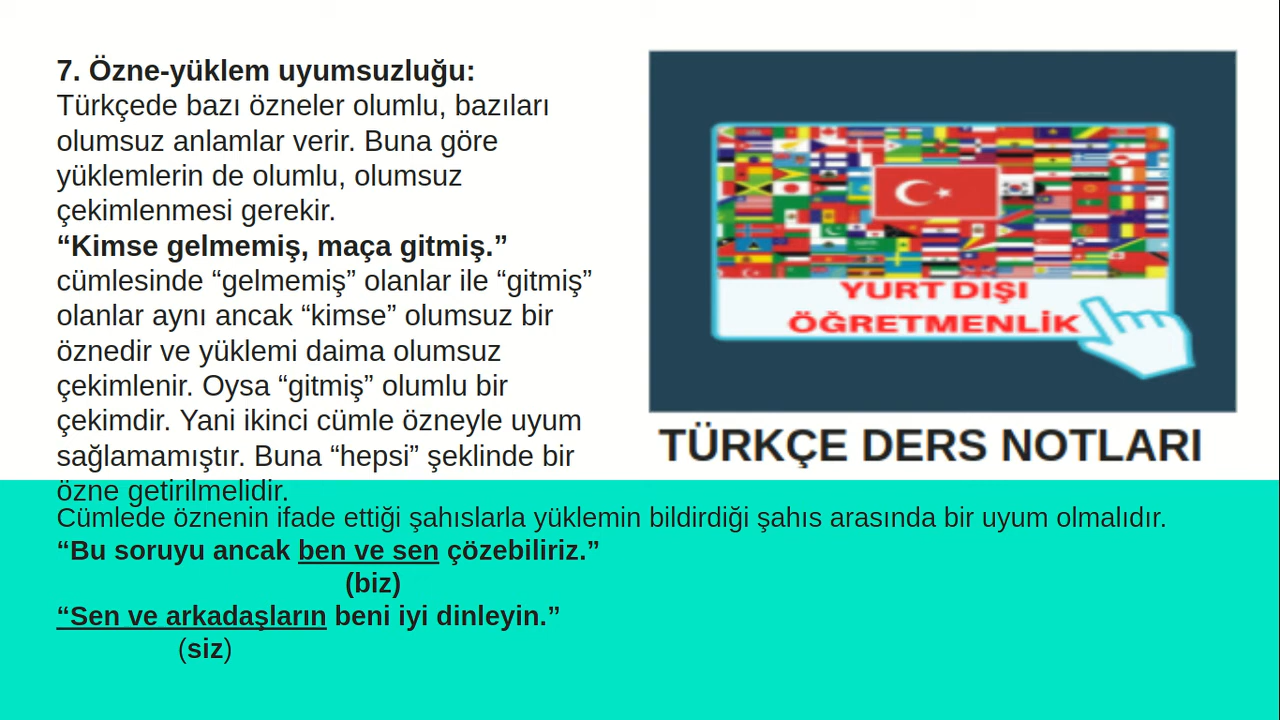 7. Özne-yüklem uyumsuzluğu:
Türkçede bazı özneler olumlu, bazıları
olumsuz anlamlar verir. Buna göre
yüklemlerin de olumlu, olumsuz
çekimlenmesi gerekir.
“Kimse gelmemiş, maça gitmiş.”
cümlesinde “gelmemiş” olanlar ile “gitmiş”
olanlar aynı ancak “kimse” olumsuz bir
öznedir ve yüklemi daima olumsuz
çekimlenir. Oysa “gitmiş” olumlu bir
çekimdir. Yani ikinci cümle özneyle uyum
sağlamamıştır. Buna “hepsi” şeklinde bir
özne getirilmelidir.
YURT DIŞI
ÖĞRETMENLİK
TÜRKÇE DERS NOTLARI
Cümlede öznenin ifade ettiği şahıslarla yüklemin bildirdiği şahıs arasında bir uyum olmalıdır.
“Bu soruyu ancak ben ve sen çözebiliriz.”
(biz)
“Sen ve arkadaşların beni iyi dinleyin.”
(siz)